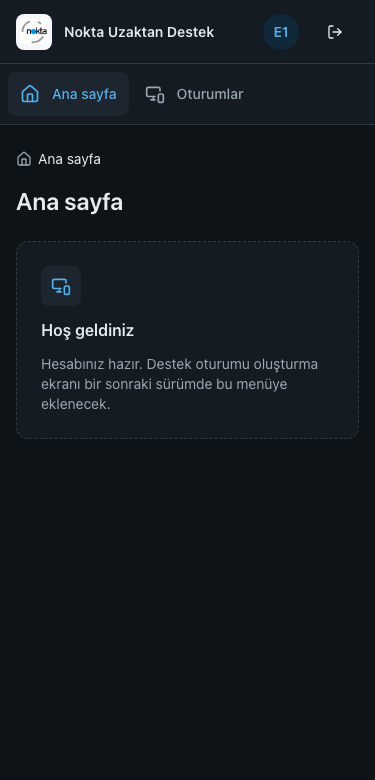 nokta
Nokta Uzaktan Destek
E1
Ana sayfa
Oturumlar
Ana sayfa
Ana sayfa
Hoş geldiniz
Hesabınız hazır. Destek oturumu oluşturma
ekranı bir sonraki sürümde bu menüye
eklenecek.